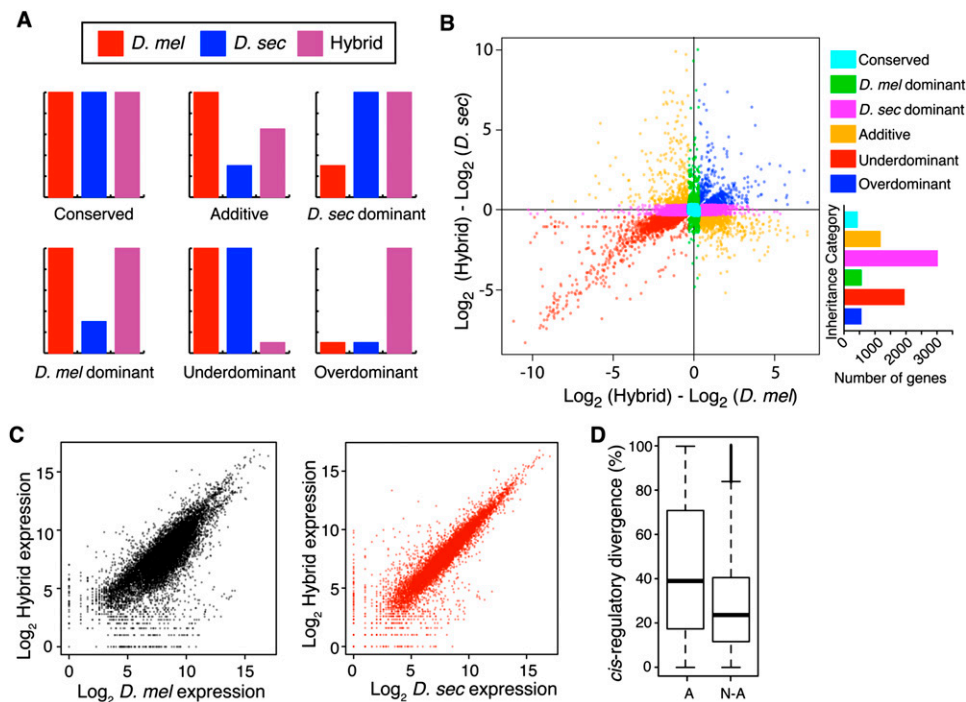 A
D. mel
D. sec
Hybrid
Conserved
Additive
D. sec dominant
D. mel dominant
Underdominant
Overdominant
B
Log2 (Hybrid) - Log2 (D. sec)
10
5
0
-5
-10
-5
0
5
Log2 (Hybrid) - Log2 (D. mel)
Conserved
D. mel dominant
D. sec dominant
Additive
Underdominant
Overdominant
Inheritance Category
0
1000
2000
3000
Number of genes
C
Log2 Hybrid expression
15
10
5
0
0
5
10
15
Log2 D. mel expression
Log2 Hybrid expression
15
10
5
0
0
5
10
15
Log2 D. sec expression
D
cis-regulatory divergence (%)
100
80
60
40
20
0
A
N-A